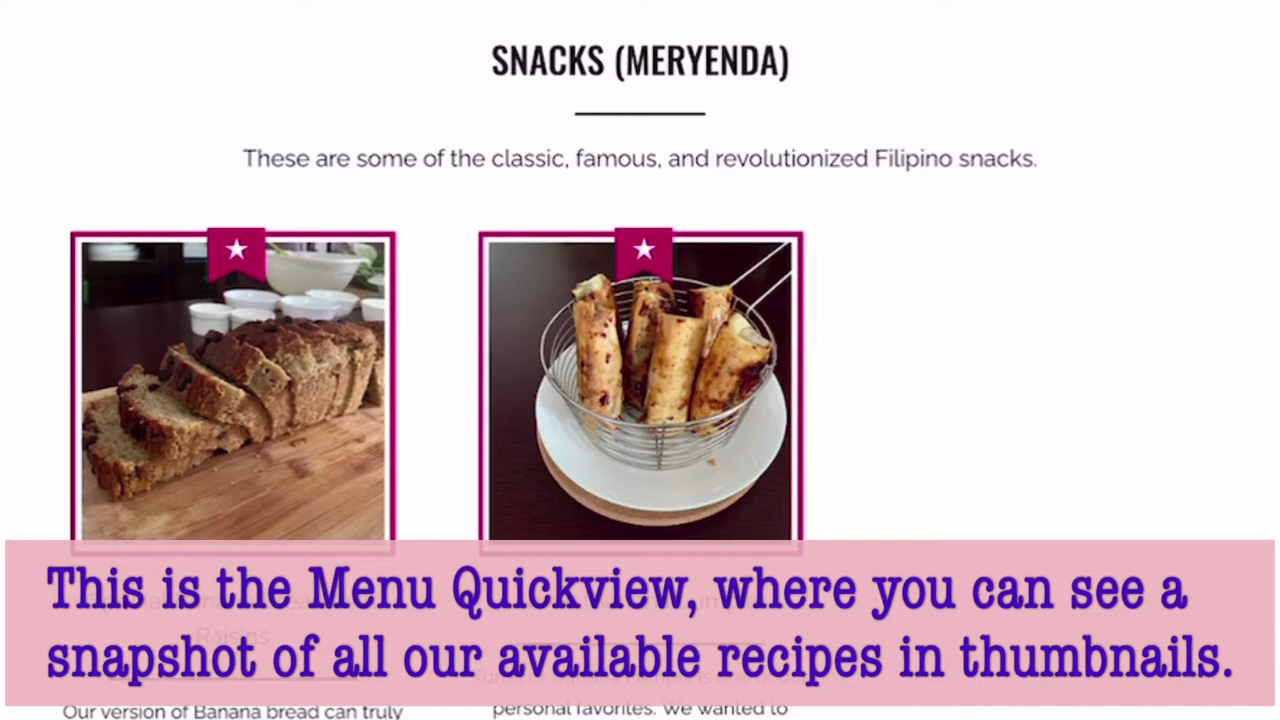 SNACKS (MERYENDA)
These are some of the classic, famous, and revolutionized Filipino snacks.
This is the Menu Quickview, where you can see a
snapshot of all our available recipes in thumbnails.
Raisins
Our version of Banana bread can truly
personal favorites. We wanted to